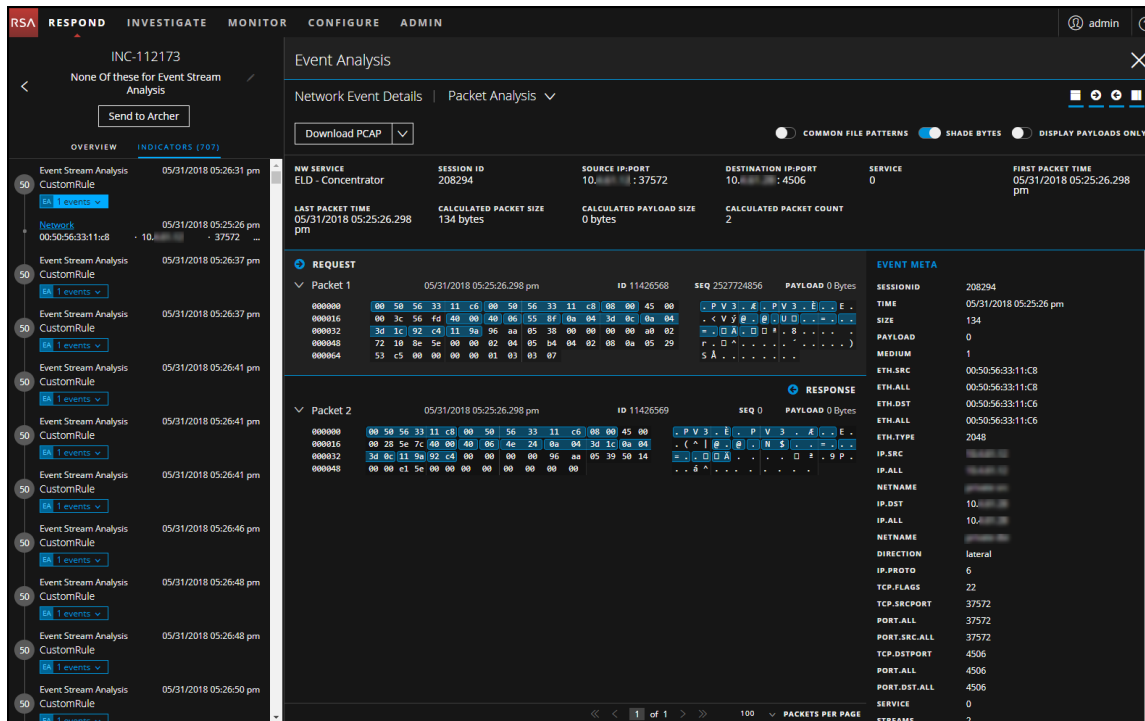 RSA RESPOND INVESTIGATE MONITOR CONFIGURE ADMIN admin
INC-112173
None Of these for Event Stream
Analysis
Send to Archer
OVERVIEW INDICATORS (707)
Event Stream Analysis 05/31/2018 05:26:31 pm
50 CustomRule
EA 1 events
Network 05/31/2018 05:25:26 pm
00:50:56:33:11:c8 · 10. · 37572 ...
Event Stream Analysis 05/31/2018 05:26:37 pm
50 CustomRule
EA 1 events
Event Stream Analysis 05/31/2018 05:26:37 pm
50 CustomRule
EA 1 events
Event Stream Analysis 05/31/2018 05:26:41 pm
50 CustomRule
EA 1 events
Event Stream Analysis 05/31/2018 05:26:41 pm
50 CustomRule
EA 1 events
Event Stream Analysis 05/31/2018 05:26:41 pm
50 CustomRule
EA 1 events
Event Stream Analysis 05/31/2018 05:26:46 pm
50 CustomRule
EA 1 events
Event Stream Analysis 05/31/2018 05:26:48 pm
50 CustomRule
EA 1 events
Event Stream Analysis 05/31/2018 05:26:48 pm
50 CustomRule
EA 1 events
Event Stream Analysis 05/31/2018 05:26:50 pm
50 CustomRule
Event Analysis
Network Event Details | Packet Analysis
Download PCAP COMMON FILE PATTERNS SHADE BYTES DISPLAY PAYLOADS ONLY
NW SERVICE SESSION ID SOURCE IP:PORT DESTINATION IP:PORT SERVICE FIRST PACKET TIME
ELD - Concentrator 208294 10. : 37572 10. : 4506 0 05/31/2018 05:25:26.298
pm
LAST PACKET TIME CALCULATED PACKET SIZE CALCULATED PAYLOAD SIZE CALCULATED PACKET COUNT
05/31/2018 05:25:26.298 134 bytes 0 bytes 2
pm
REQUEST
Packet 1 05/31/2018 05:25:26.298 pm ID 11426568 SEQ 2527724856 PAYLOAD 0 Bytes
000000 00 50 56 33 11 c6 00 50 56 33 11 c8 08 00 45 00 . P V 3 . Æ . P V 3 . È . . E .
000016 00 3c 56 fd 40 00 40 06 55 8f 0a 04 3d 0c 0a 04 . < V ý @ . @ . U □ . . = . . .
000032 3d 1c 92 c4 11 9a 96 aa 05 38 00 00 00 00 a0 02 = . □ Ä . □ □ ª . 8 . . . . .
000048 72 10 8e 5e 00 00 02 04 05 b4 04 02 08 0a 05 29 r . □ ^ . . . . . ´ . . . . . )
000064 53 c5 00 00 00 00 01 03 03 07 S Å . . . . . . . .
RESPONSE
Packet 2 05/31/2018 05:25:26.298 pm ID 11426569 SEQ 0 PAYLOAD 0 Bytes
000000 00 50 56 33 11 c8 00 50 56 33 11 c6 08 00 45 00 . P V 3 . È . P V 3 . Æ . . E .
000016 00 28 5e 7c 40 00 40 06 4e 24 0a 04 3d 1c 0a 04 . ( ^ | @ . @ . N $ . . = . . .
000032 3d 0c 11 9a 92 c4 00 00 00 00 96 aa 05 39 50 14 = . . □ □ Ä . . . . □ ª . 9 P .
000048 00 00 e1 5e 00 00 00 00 00 00 00 00 . . á ^ . . . . . . . .
1 of 1 100 PACKETS PER PAGE
EVENT META
SESSIONID 208294
TIME 05/31/2018 05:25:26 pm
SIZE 134
PAYLOAD 0
MEDIUM 1
ETH.SRC 00:50:56:33:11:C8
ETH.ALL 00:50:56:33:11:C8
ETH.DST 00:50:56:33:11:C6
ETH.ALL 00:50:56:33:11:C6
ETH.TYPE 2048
IP.SRC
IP.ALL
NETNAME
IP.DST 10.
IP.ALL 10.
NETNAME
DIRECTION lateral
IP.PROTO 6
TCP.FLAGS 22
TCP.SRCPORT 37572
PORT.ALL 37572
PORT.SRC.ALL 37572
TCP.DSTPORT 4506
PORT.ALL 4506
PORT.DST.ALL 4506
SERVICE 0
STREAMS 2